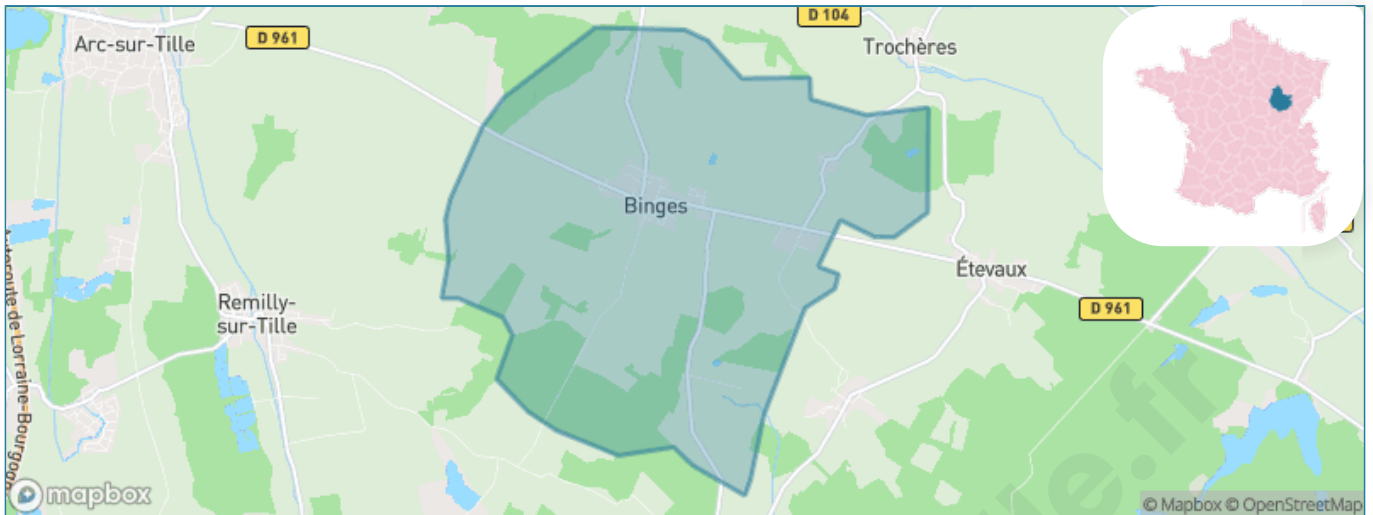 D 104
Arc-sur-Tille
D 961
Trochères
Binges
Étevaux
Remilly-
sur-Tille
D 961
Autoroute de Lorraine-Bourgogne
mapbox
© Mapbox © OpenStreetMap